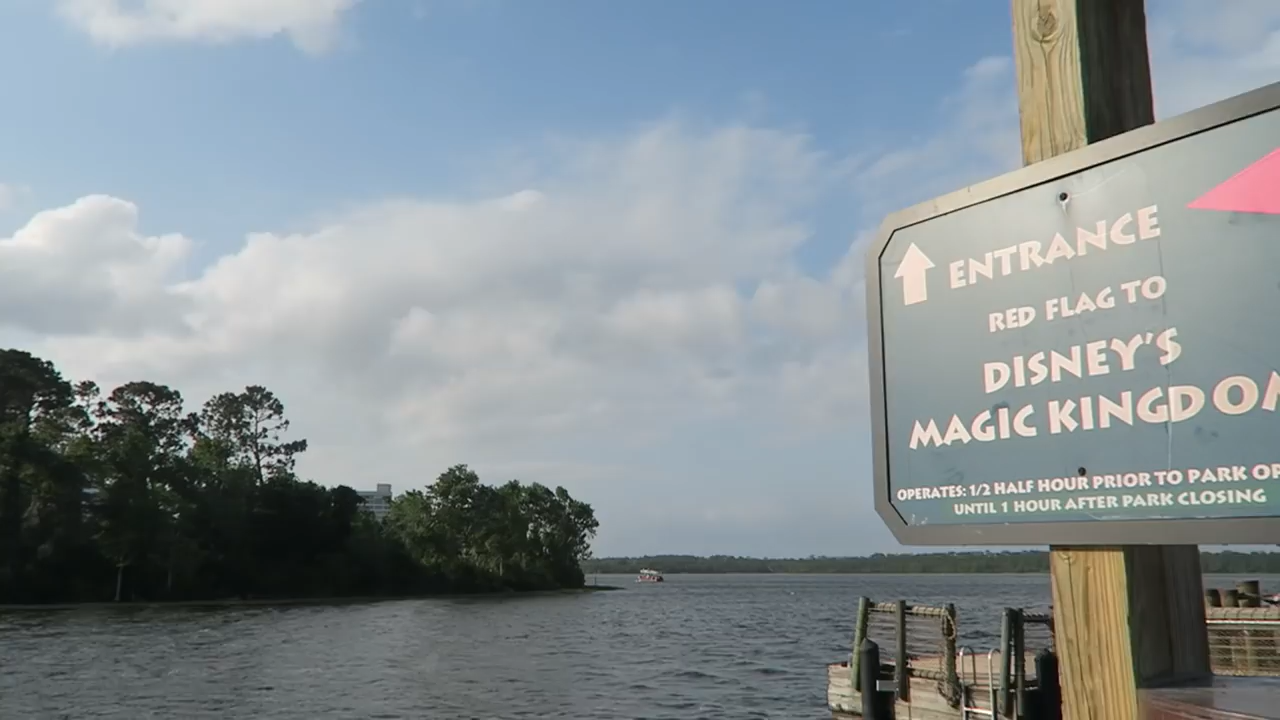 ENTRANCE
RED FLAG TO
DISNEY'S
MAGIC KINGDOM
OPERATES: 1/2 HALF HOUR PRIOR TO PARK OP
UNTIL 1 HOUR AFTER PARK CLOSING